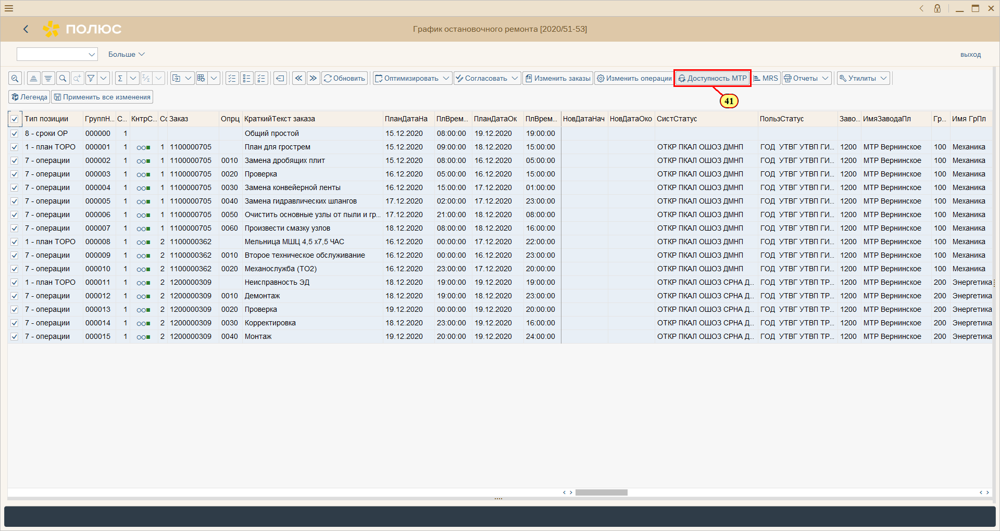 ПОЛЮС
График остановочного ремонта [2020/51-53]
Больше
выход
Обновить Оптимизировать Согласовать Изменить заказы Изменить операции Доступность МТР MRS Отчеты Утилиты
Легенда Применить все изменения
41
Тип позиции ГруппН... С... КнтрС... Сс Заказ Опрц КраткийТекст заказа ПланДатаНа ПлВрем... ПланДатаОк ПлВрем... НовДатаНач НовДатаОко СистСтатус ПользСтатус Заво... ИмяЗаводаПл Гр... Имя ГрПл
8 - сроки ОР 000000 1 Общий простой 15.12.2020 08:00:00 19.12.2020 19:00:00
1 - план ТОРО 000001 1 1 1100000705 План для грострем 15.12.2020 09:00:00 18.12.2020 15:00:00 ОТКР ПКАЛ ОШОЗ ДМНП ГОД УТВГ УТВП ГИ... 1200 МТР Вернинское 100 Механика
7 - операции 000002 1 1 1100000705 0010 Замена дробящих плит 15.12.2020 08:00:00 16.12.2020 05:00:00 ОТКР ПКАЛ ОШОЗ ДМНП ГОД УТВГ УТВП ГИ... 1200 МТР Вернинское 100 Механика
7 - операции 000003 1 1 1100000705 0020 Проверка 16.12.2020 05:00:00 16.12.2020 15:00:00 ОТКР ПКАЛ ОШОЗ ДМНП ГОД УТВГ УТВП ГИ... 1200 МТР Вернинское 100 Механика
7 - операции 000004 1 1 1100000705 0030 Замена конвейерной ленты 16.12.2020 15:00:00 17.12.2020 01:00:00 ОТКР ПКАЛ ОШОЗ ДМНП ГОД УТВГ УТВП ГИ... 1200 МТР Вернинское 100 Механика
7 - операции 000005 1 1 1100000705 0040 Замена гидравлических шлангов 17.12.2020 02:00:00 17.12.2020 23:00:00 ОТКР ПКАЛ ОШОЗ ДМНП ГОД УТВГ УТВП ГИ... 1200 МТР Вернинское 100 Механика
7 - операции 000006 1 1 1100000705 0050 Очистить основные узлы от пыли и гр... 17.12.2020 21:00:00 18.12.2020 08:00:00 ОТКР ПКАЛ ОШОЗ ДМНП ГОД УТВГ УТВП ГИ... 1200 МТР Вернинское 100 Механика
7 - операции 000007 1 1 1100000705 0060 Произвести смазку узлов 18.12.2020 08:00:00 18.12.2020 16:00:00 ОТКР ПКАЛ ОШОЗ ДМНП ГОД УТВГ УТВП ГИ... 1200 МТР Вернинское 100 Механика
1 - план ТОРО 000008 1 2 1100000362 Мельница МШЦ 4,5 х7,5 ЧАС 16.12.2020 00:00:00 17.12.2020 22:00:00 ОТКР ПКАЛ ОШОЗ ДМНП ГОД УТВГ УТВП ГИ... 1200 МТР Вернинское 100 Механика
7 - операции 000009 1 2 1100000362 0010 Второе техническое обслуживание 16.12.2020 00:00:00 16.12.2020 23:00:00 ОТКР ПКАЛ ОШОЗ ДМНП ГОД УТВГ УТВП ГИ... 1200 МТР Вернинское 100 Механика
7 - операции 000010 1 2 1100000362 0020 Механослужба (ТО2) 16.12.2020 23:00:00 17.12.2020 20:00:00 ОТКР ПКАЛ ОШОЗ ДМНП ГОД УТВГ УТВП ГИ... 1200 МТР Вернинское 100 Механика
1 - план ТОРО 000011 1 2 1200000309 Неисправность ЭД 18.12.2020 19:00:00 19.12.2020 19:00:00 ОТКР ПКАЛ ОШОЗ СРНА Д... ГОД УТВГ УТВП ТР... 1200 МТР Вернинское 200 Энергетика
7 - операции 000012 1 2 1200000309 0010 Демонтаж 18.12.2020 19:00:00 18.12.2020 23:00:00 ОТКР ПКАЛ ОШОЗ СРНА Д... ГОД УТВГ УТВП ТР... 1200 МТР Вернинское 200 Энергетика
7 - операции 000013 1 2 1200000309 0020 Проверка 19.12.2020 00:00:00 19.12.2020 20:00:00 ОТКР ПКАЛ ОШОЗ СРНА Д... ГОД УТВГ УТВП ТР... 1200 МТР Вернинское 200 Энергетика
7 - операции 000014 1 2 1200000309 0030 Корректировка 18.12.2020 23:00:00 19.12.2020 16:00:00 ОТКР ПКАЛ ОШОЗ СРНА Д... ГОД УТВГ УТВП ТР... 1200 МТР Вернинское 200 Энергетика
7 - операции 000015 1 2 1200000309 0040 Монтаж 19.12.2020 20:00:00 19.12.2020 24:00:00 ОТКР ПКАЛ ОШОЗ СРНА Д... ГОД УТВГ УТВП ТР... 1200 МТР Вернинское 200 Энергетика